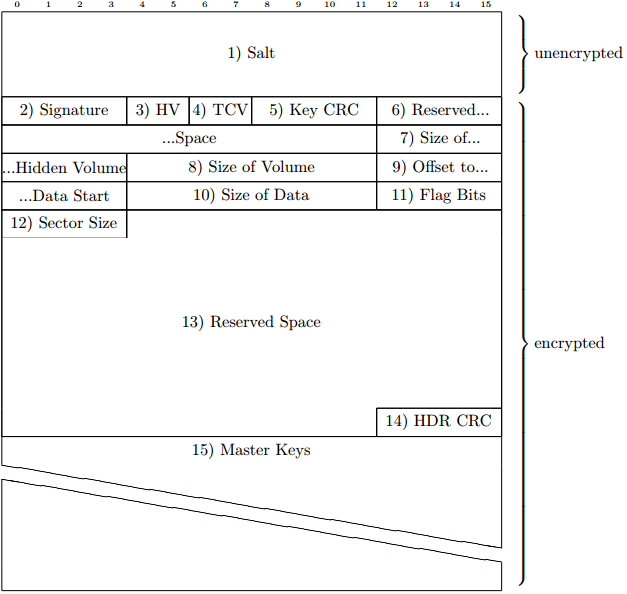 0 1 2 3 4 5 6 7 8 9 10 11 12 13 14 15
1) Salt
unencrypted
2) Signature 3) HV 4) TCV 5) Key CRC 6) Reserved...
...Space 7) Size of...
...Hidden Volume 8) Size of Volume 9) Offset to...
...Data Start 10) Size of Data 11) Flag Bits
12) Sector Size
13) Reserved Space
encrypted
14) HDR CRC
15) Master Keys